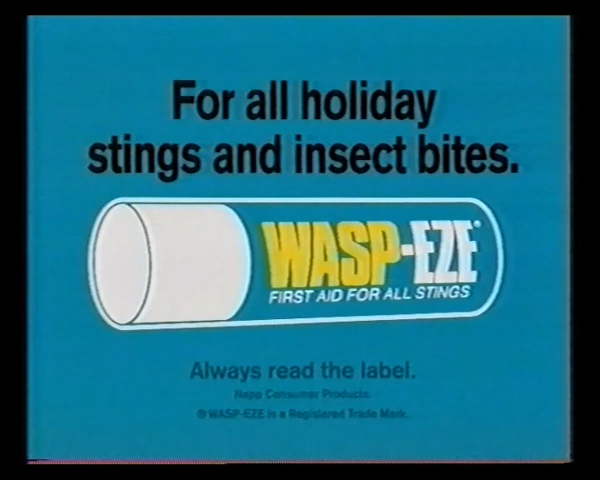 For all holiday
stings and insect bites.
WASP-EZE®
FIRST AID FOR ALL STINGS
Always read the label.
Napp Consumer Products.
® WASP-EZE is a Registered Trade Mark.